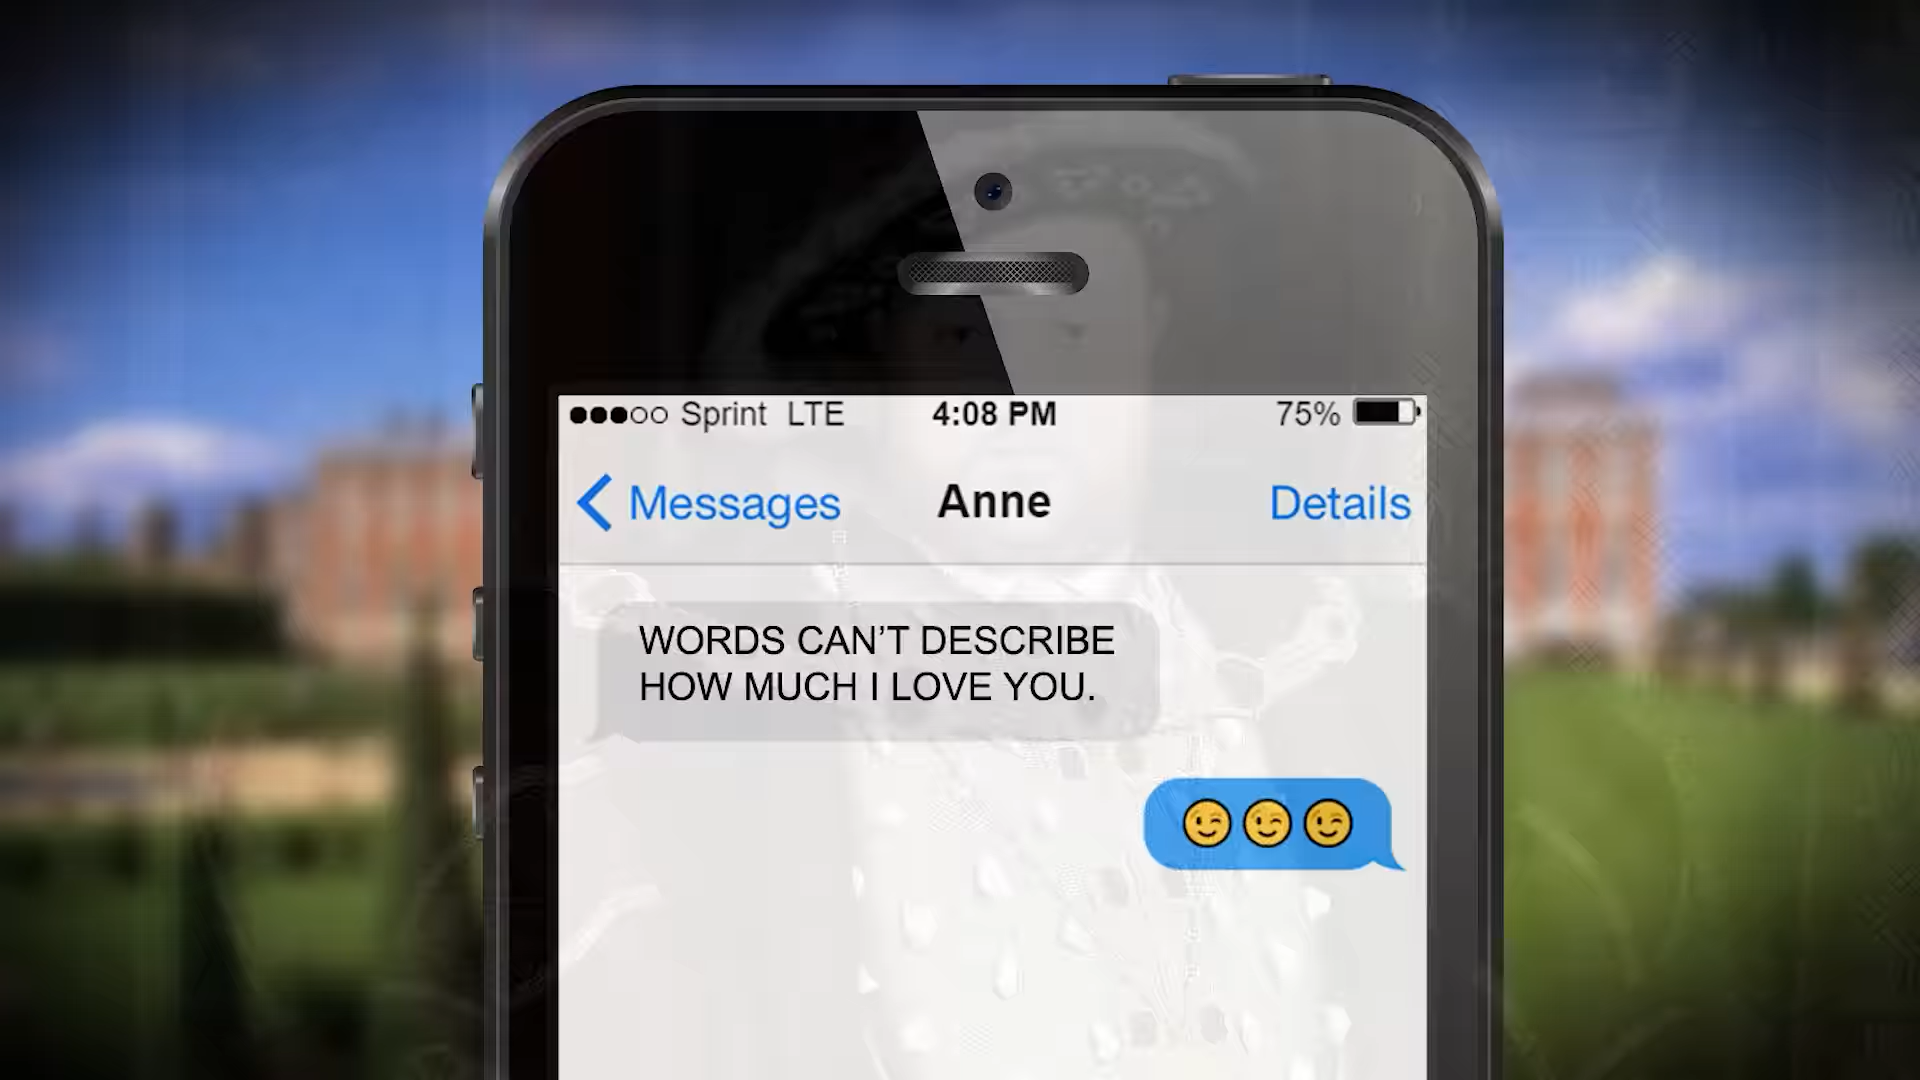 ●●●○○ Sprint LTE 4:08 PM 75%
Messages Anne Details
WORDS CAN’T DESCRIBE
HOW MUCH I LOVE YOU.
😉😉😉